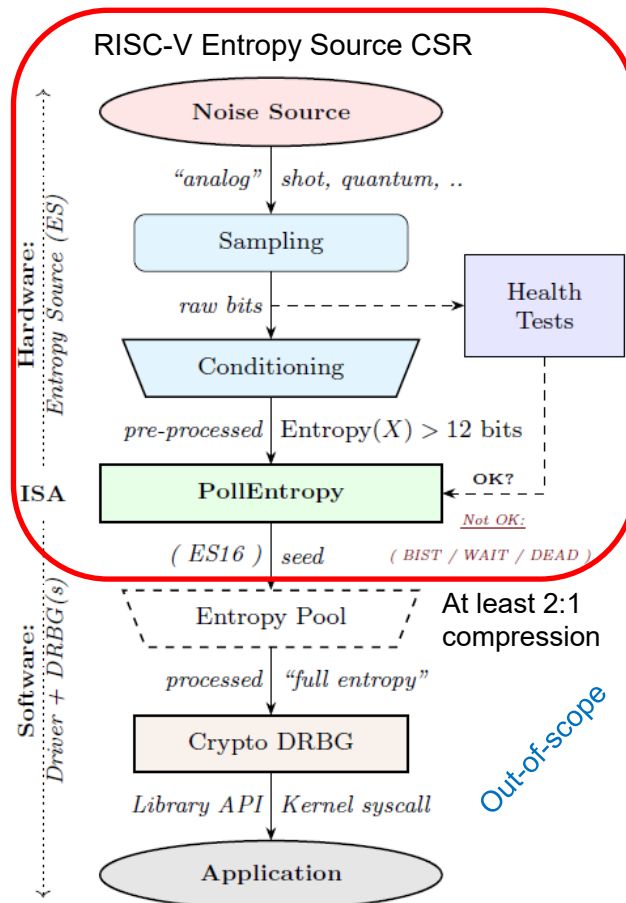 RISC-V Entropy Source CSR
Noise Source
“analog” shot, quantum, ..
Sampling
raw bits
Health
Tests
Conditioning
pre-processed Entropy(X) > 12 bits
OK?
PollEntropy
Not OK:
( ES16 ) seed
( BIST / WAIT / DEAD )
Entropy Pool
At least 2:1
compression
processed “full entropy”
Crypto DRBG
Library API Kernel syscall
Application
Out-of-scope
Hardware:
Entropy Source (ES)
ISA
Software:
Driver + DRBG(s)